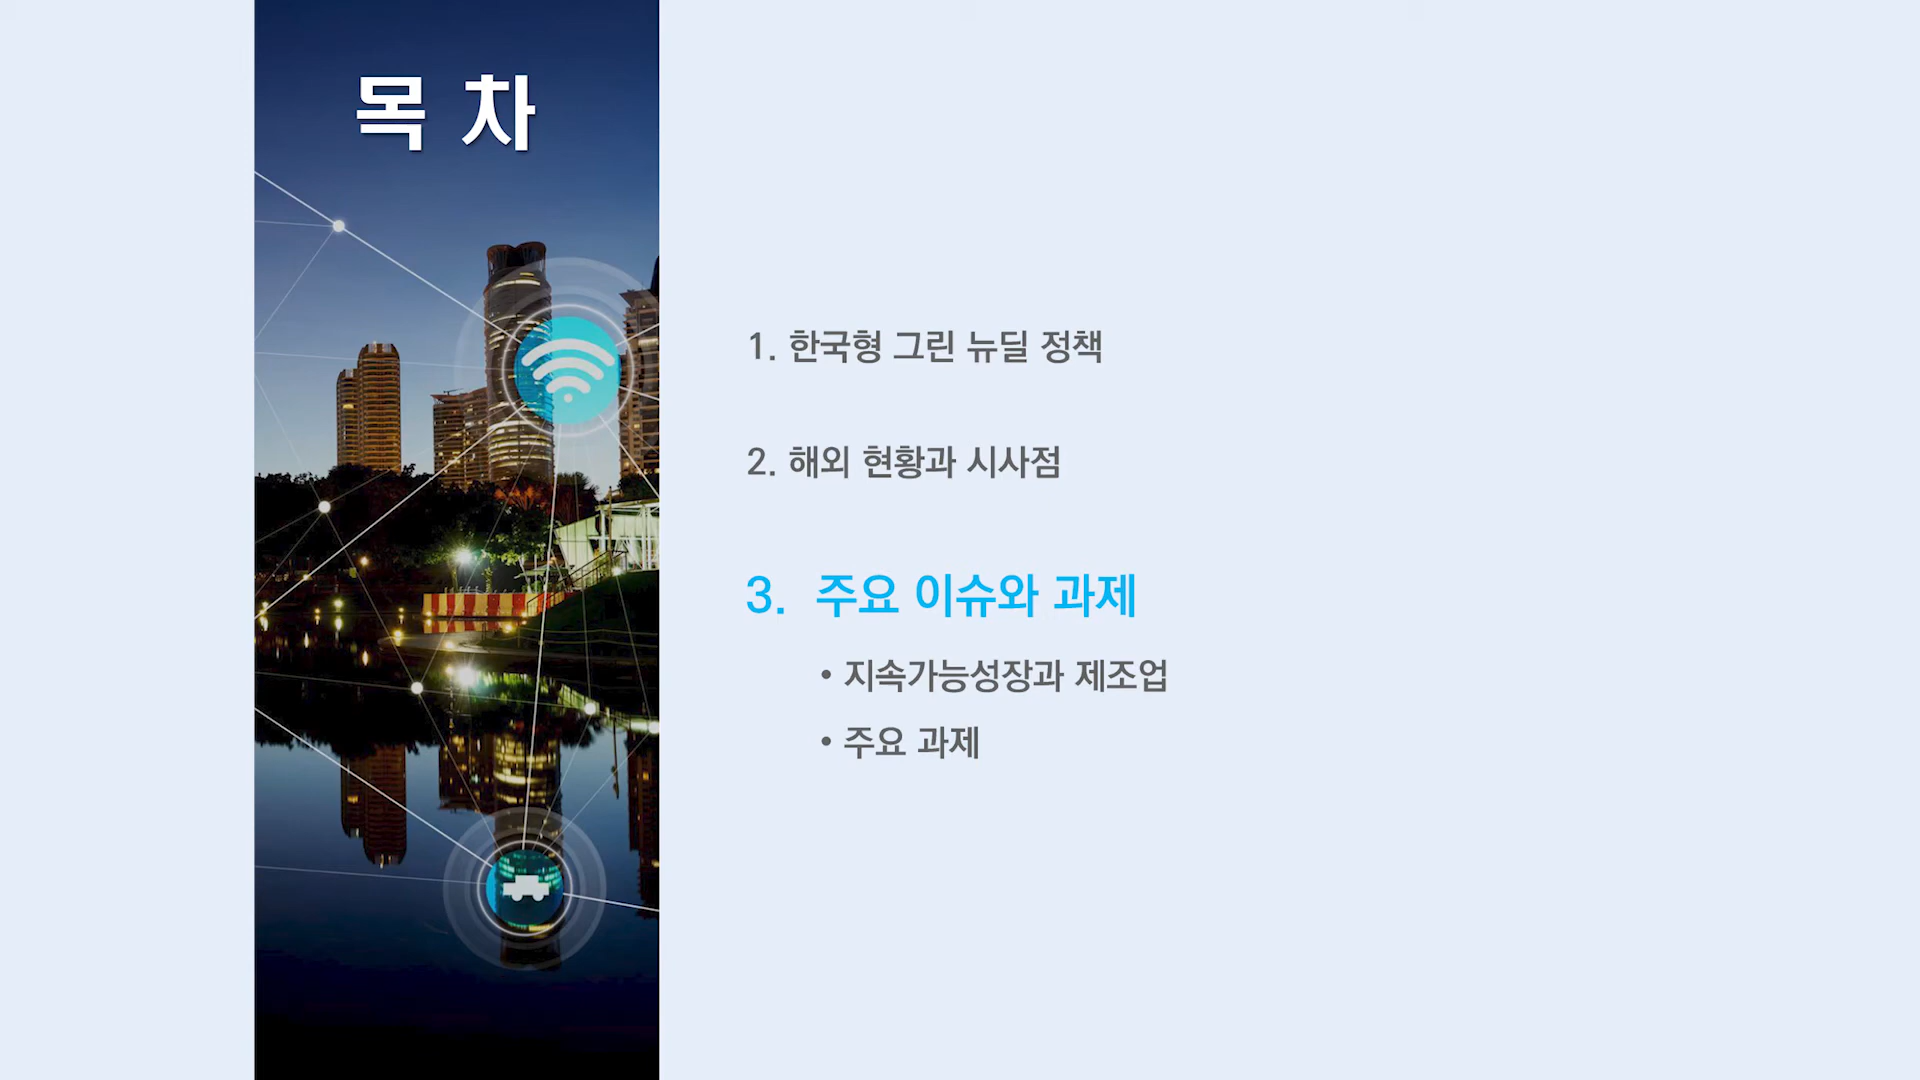 목 차
1. 한국형 그린 뉴딜 정책
2. 해외 현황과 시사점
3. 주요 이슈와 과제
• 지속가능성장과 제조업
• 주요 과제